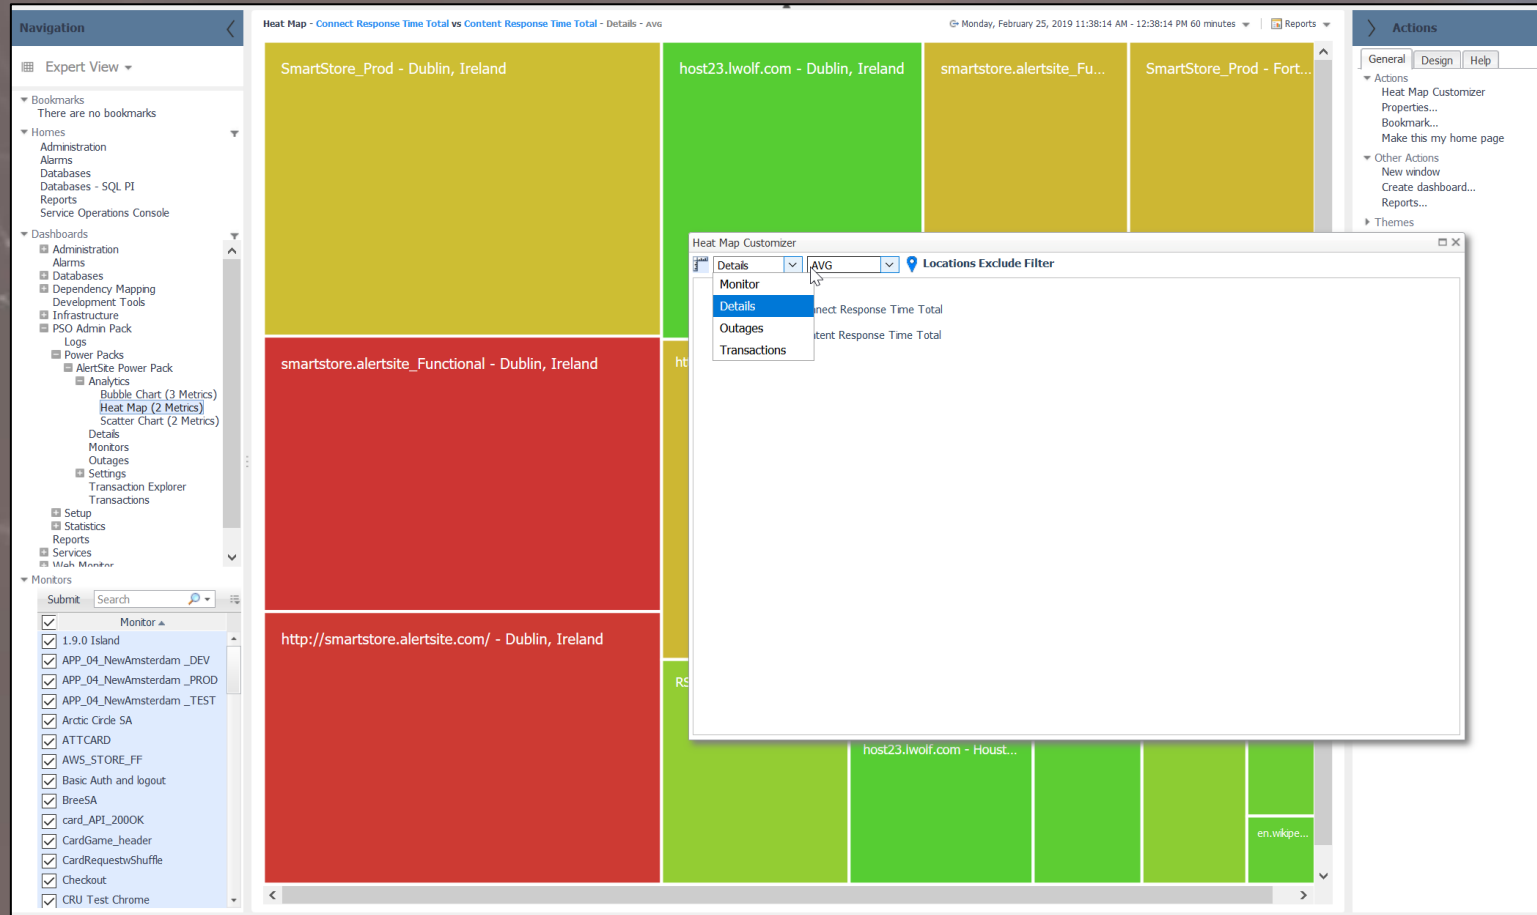 Navigation
Expert View
Bookmarks
There are no bookmarks
Homes
Administration
Alarms
Databases
Databases - SQL PI
Reports
Service Operations Console
Dashboards
Administration
Alarms
Databases
Dependency Mapping
Development Tools
Infrastructure
PSO Admin Pack
Logs
Power Packs
AlertSite Power Pack
Analytics
Bubble Chart (3 Metrics)
Heat Map (2 Metrics)
Scatter Chart (2 Metrics)
Details
Monitors
Outages
Settings
Transaction Explorer
Transactions
Setup
Statistics
Reports
Services
Web Monitor
Monitors
Submit Search
Monitor
1.9.0 Island
APP_04_NewAmsterdam _DEV
APP_04_NewAmsterdam _PROD
APP_04_NewAmsterdam _TEST
Arctic Circle SA
ATTCARD
AWS_STORE_FF
Basic Auth and logout
BreeSA
card_API_200OK
CardGame_header
CardRequestwShuffle
Checkout
CRU Test Chrome
Heat Map - Connect Response Time Total vs Content Response Time Total - Details - AVG
Monday, February 25, 2019 11:38:14 AM - 12:38:14 PM 60 minutes
Reports
SmartStore_Prod - Dublin, Ireland
host23.lwolf.com - Dublin, Ireland
smartstore.alertsite_Fu...
SmartStore_Prod - Fort...
smartstore.alertsite_Functional - Dublin, Ireland
ht
http://smartstore.alertsite.com/ - Dublin, Ireland
RS
host23.lwolf.com - Houst...
en.wikipe...
Heat Map Customizer
Details AVG Locations Exclude Filter
Monitor
Details
Outages
Transactions
nnect Response Time Total
ntent Response Time Total
Actions
General Design Help
Actions
Heat Map Customizer
Properties...
Bookmark...
Make this my home page
Other Actions
New window
Create dashboard...
Reports...
Themes